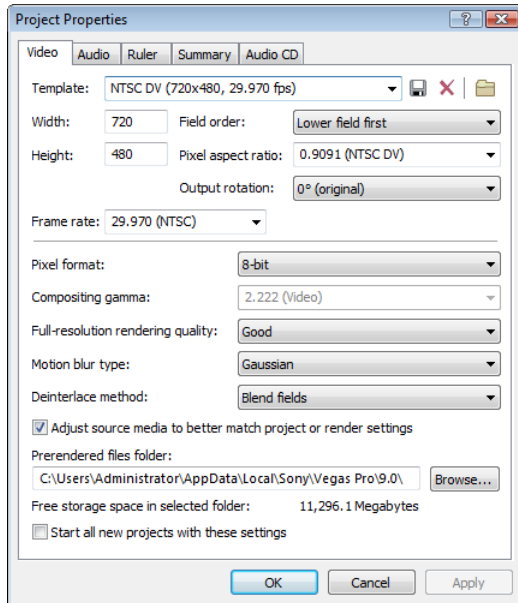 Project Properties
Video Audio Ruler Summary Audio CD
Template: NTSC DV (720x480, 29.970 fps)
Width: 720 Field order: Lower field first
Height: 480 Pixel aspect ratio: 0.9091 (NTSC DV)
Output rotation: 0° (original)
Frame rate: 29.970 (NTSC)
Pixel format: 8-bit
Compositing gamma: 2.222 (Video)
Full-resolution rendering quality: Good
Motion blur type: Gaussian
Deinterlace method: Blend fields
Adjust source media to better match project or render settings
Prerendered files folder:
C:\Users\Administrator\AppData\Local\Sony\Vegas Pro\9.0\ Browse...
Free storage space in selected folder: 11,296.1 Megabytes
Start all new projects with these settings
OK Cancel Apply